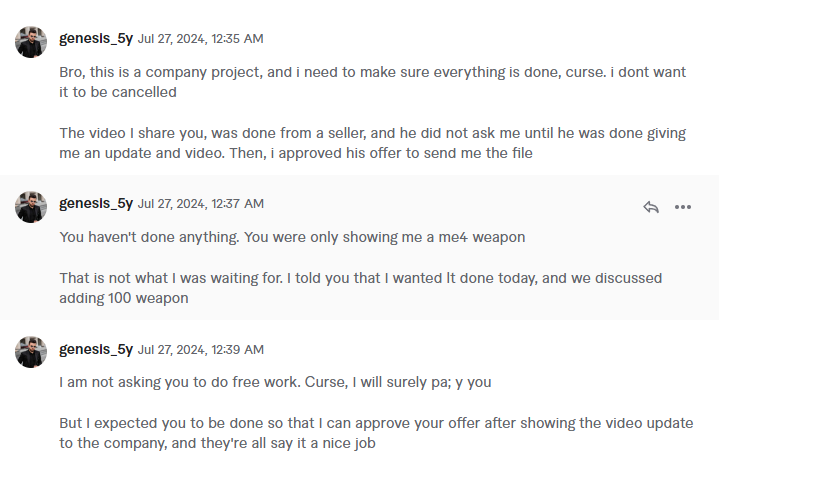 genesis_5y Jul 27, 2024, 12:35 AM
Bro, this is a company project, and i need to make sure everything is done, curse. i dont want
it to be cancelled
The video I share you, was done from a seller, and he did not ask me until he was done giving
me an update and video. Then, i approved his offer to send me the file
genesis_5y Jul 27, 2024, 12:37 AM
You haven't done anything. You were only showing me a me4 weapon
That is not what I was waiting for. I told you that I wanted It done today, and we discussed
adding 100 weapon
genesis_5y Jul 27, 2024, 12:39 AM
I am not asking you to do free work. Curse, I will surely pa; y you
But I expected you to be done so that I can approve your offer after showing the video update
to the company, and they're all say it a nice job